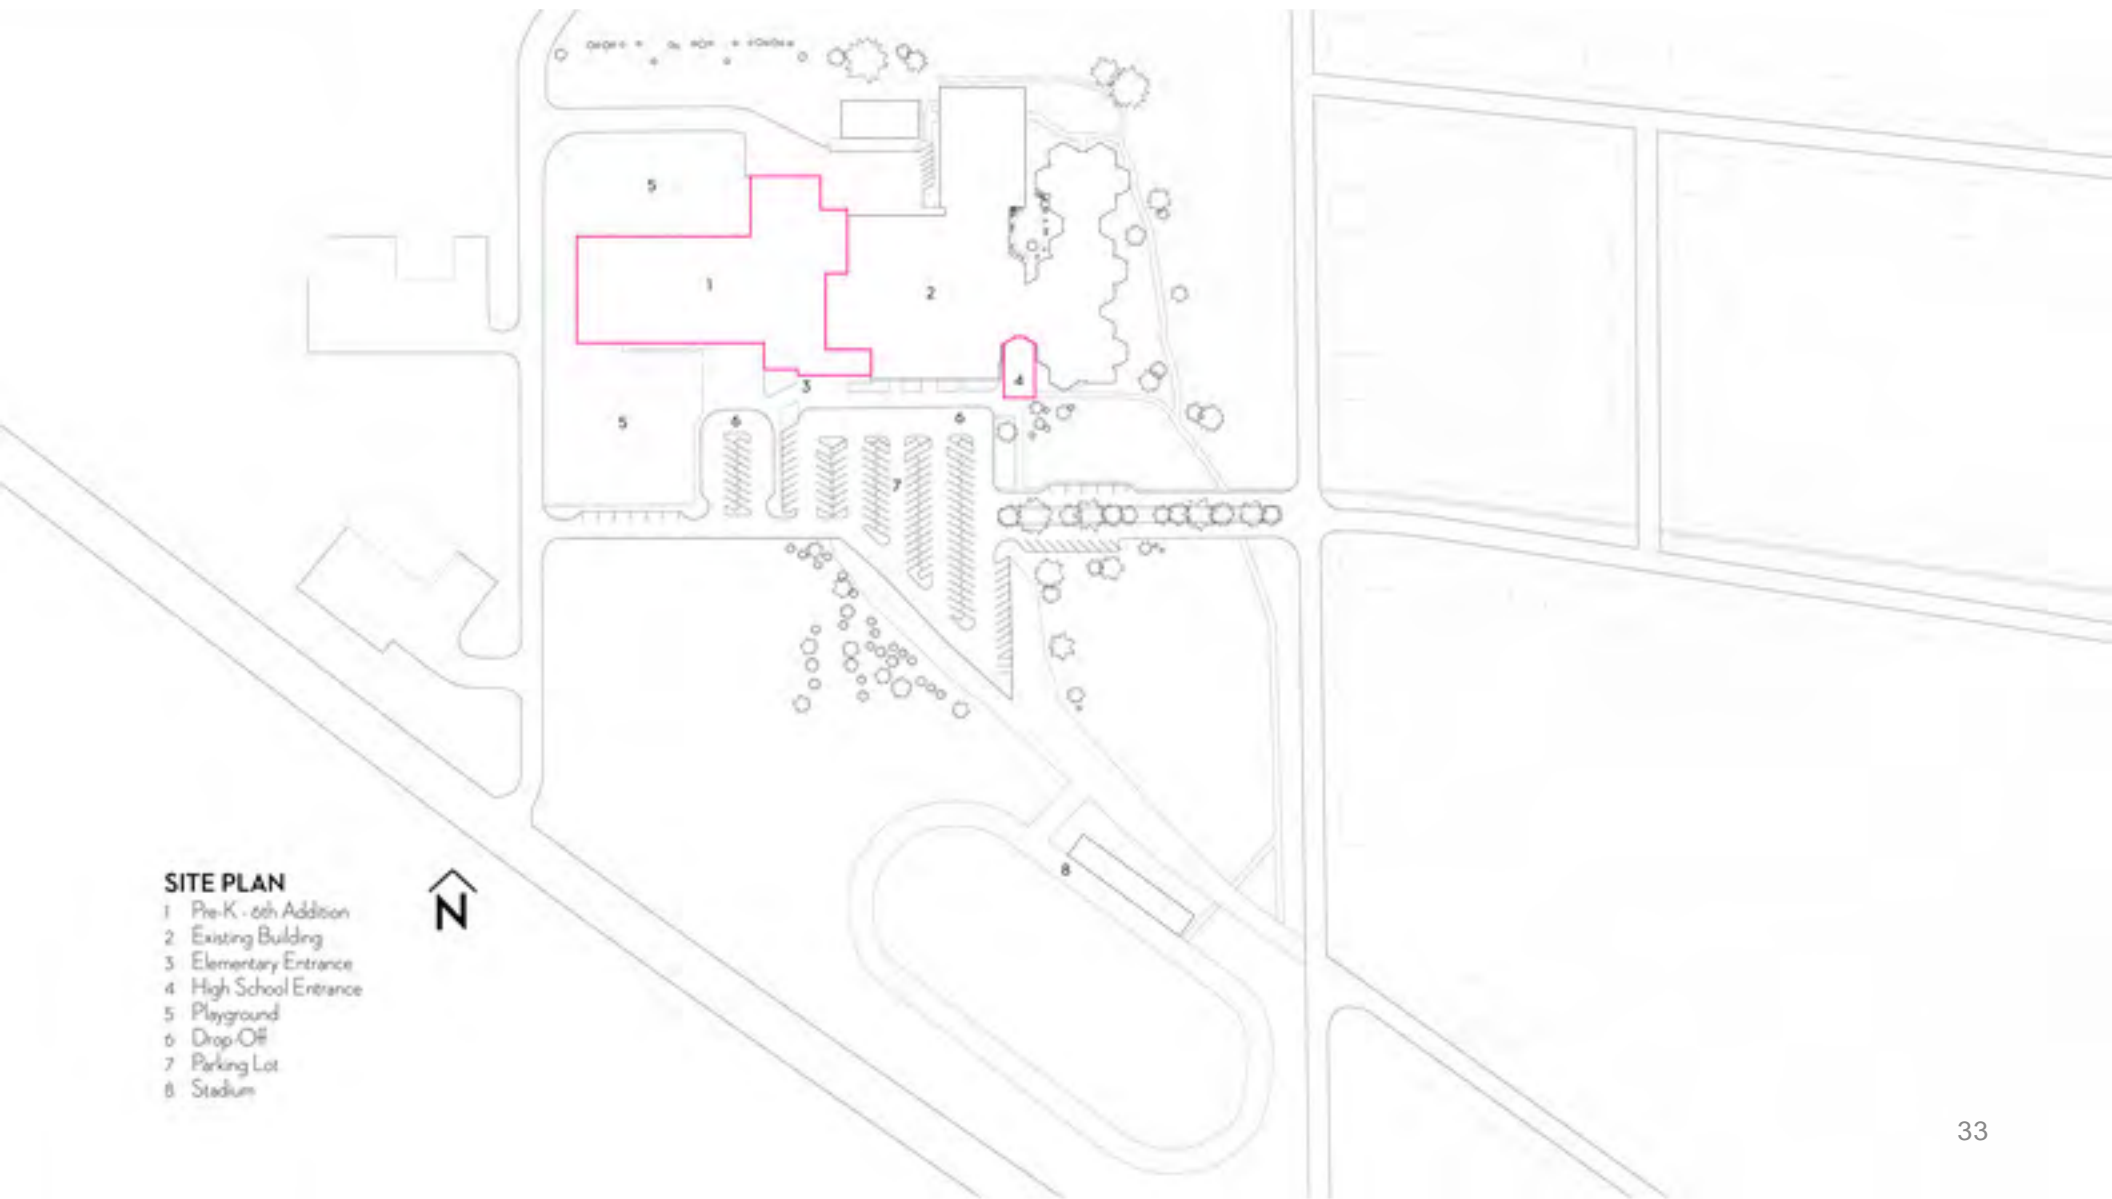 5
1
2
3
4
5
6
6
7
8
SITE PLAN
1 Pre-K - 6th Addition
2 Existing Building
3 Elementary Entrance
4 High School Entrance
5 Playground
6 Drop-Off
7 Parking Lot
8 Stadium
N
33